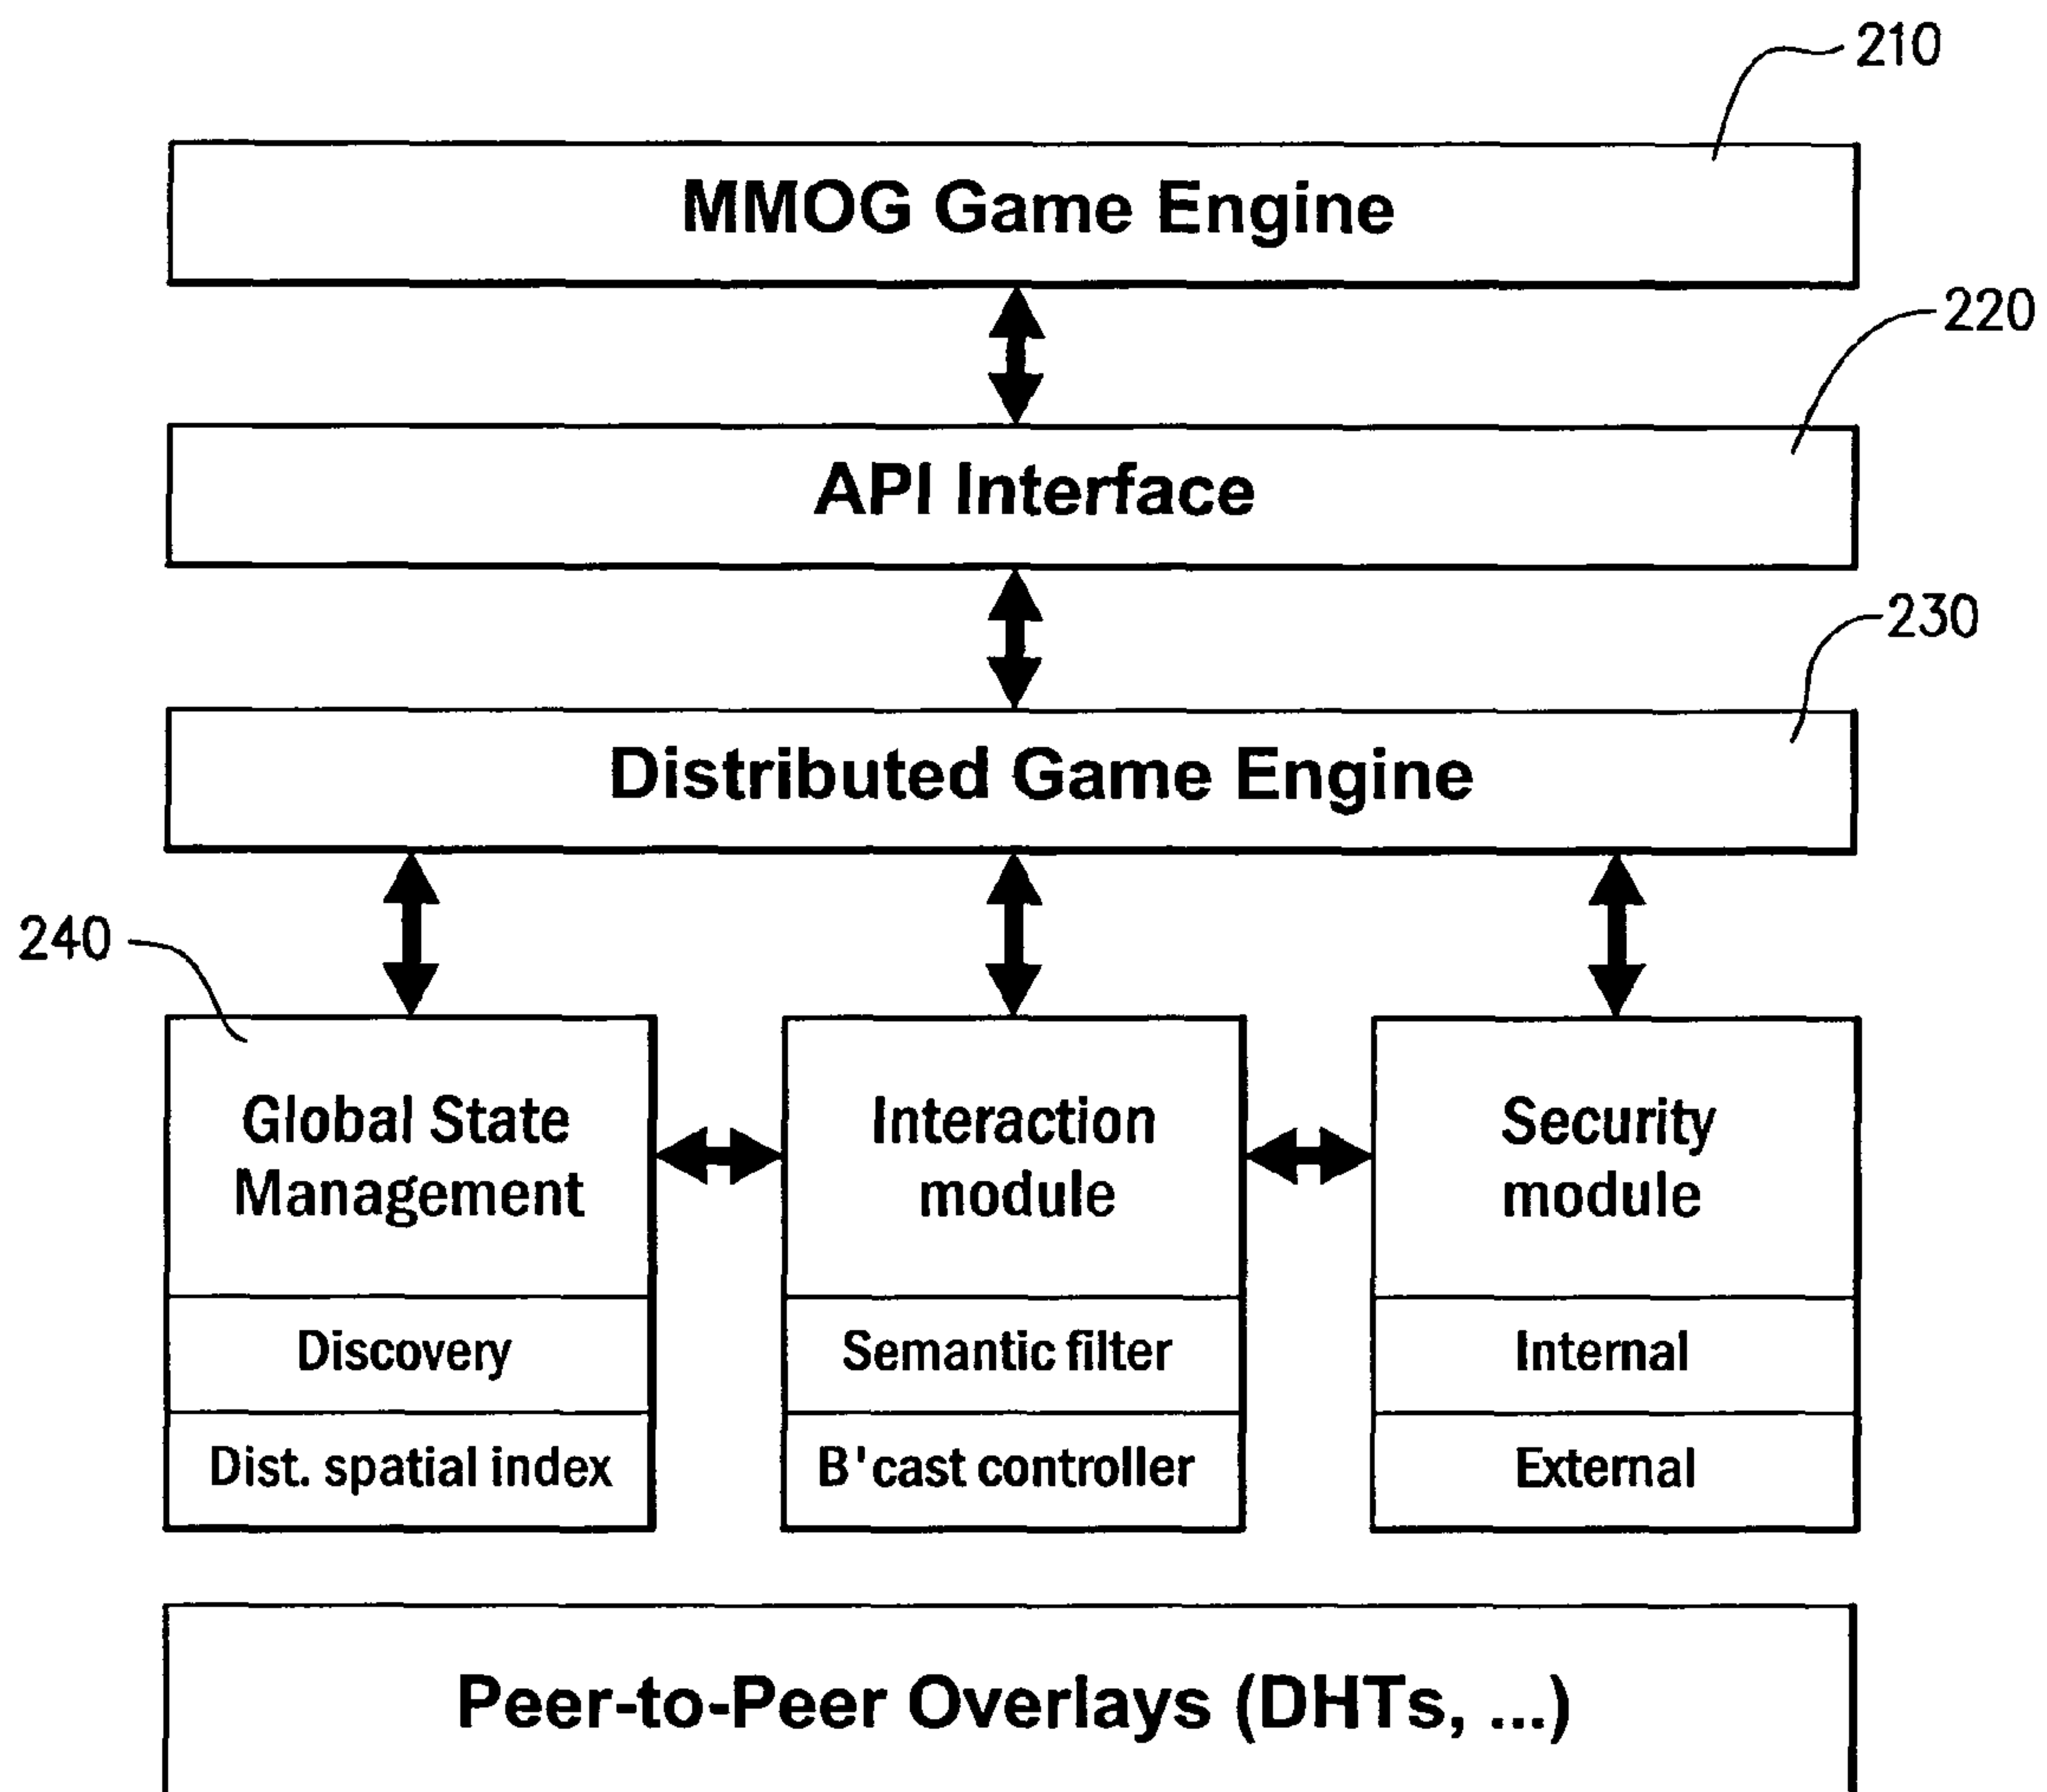 210
MMOG Game Engine
220
API Interface
230
Distributed Game Engine
240
Global State
Management
Interaction
module
Security
module
Discovery
Semantic filter
Internal
Dist. spatial index
B'cast controller
External
Peer-to-Peer Overlays (DHTs, ...)